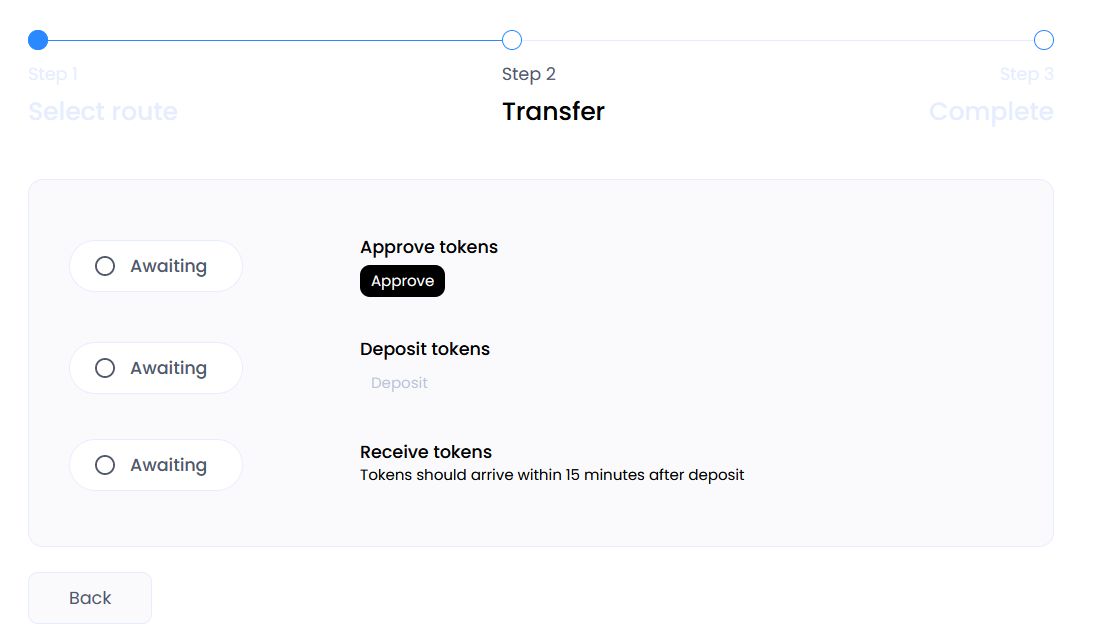 Step 1
Step 2
Step 3
Select route
Transfer
Complete
Awaiting
Approve tokens
Approve
Awaiting
Deposit tokens
Deposit
Awaiting
Receive tokens
Tokens should arrive within 15 minutes after deposit
Back